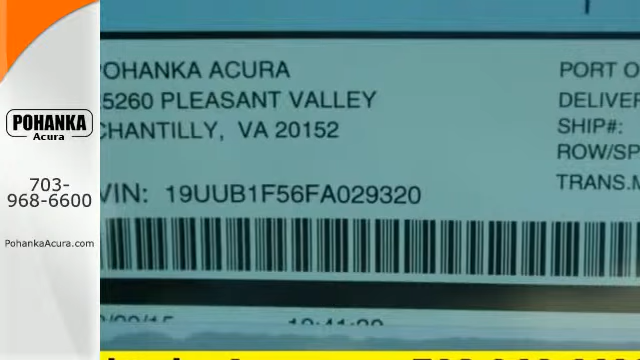 POHANKA
Acura
703-
968-6600
PohankaAcura.com
POHANKA ACURA
5260 PLEASANT VALLEY
CHANTILLY, VA 20152
VIN: 19UUB1F56FA029320
PORT O
DELIVER
SHIP#:
ROW/SP
TRANS.M